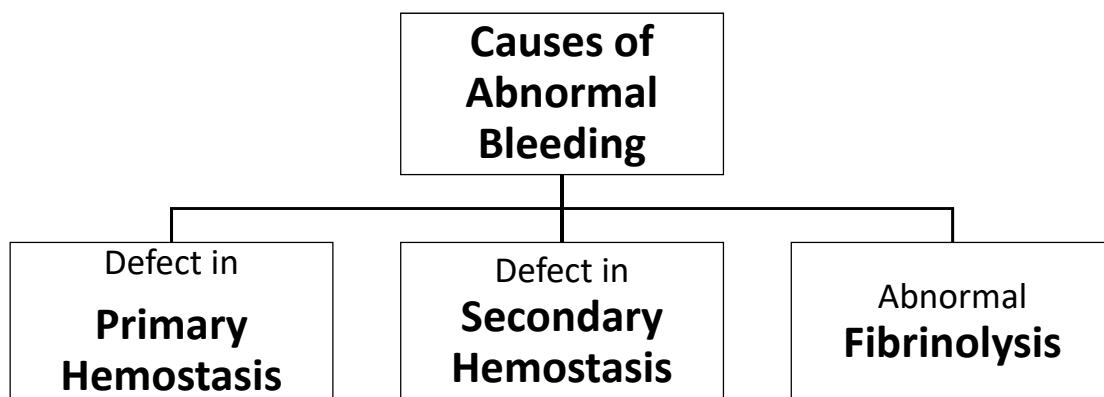 Causes of
Abnormal
Bleeding
Defect in
Primary
Hemostasis
Defect in
Secondary
Hemostasis
Abnormal
Fibrinolysis